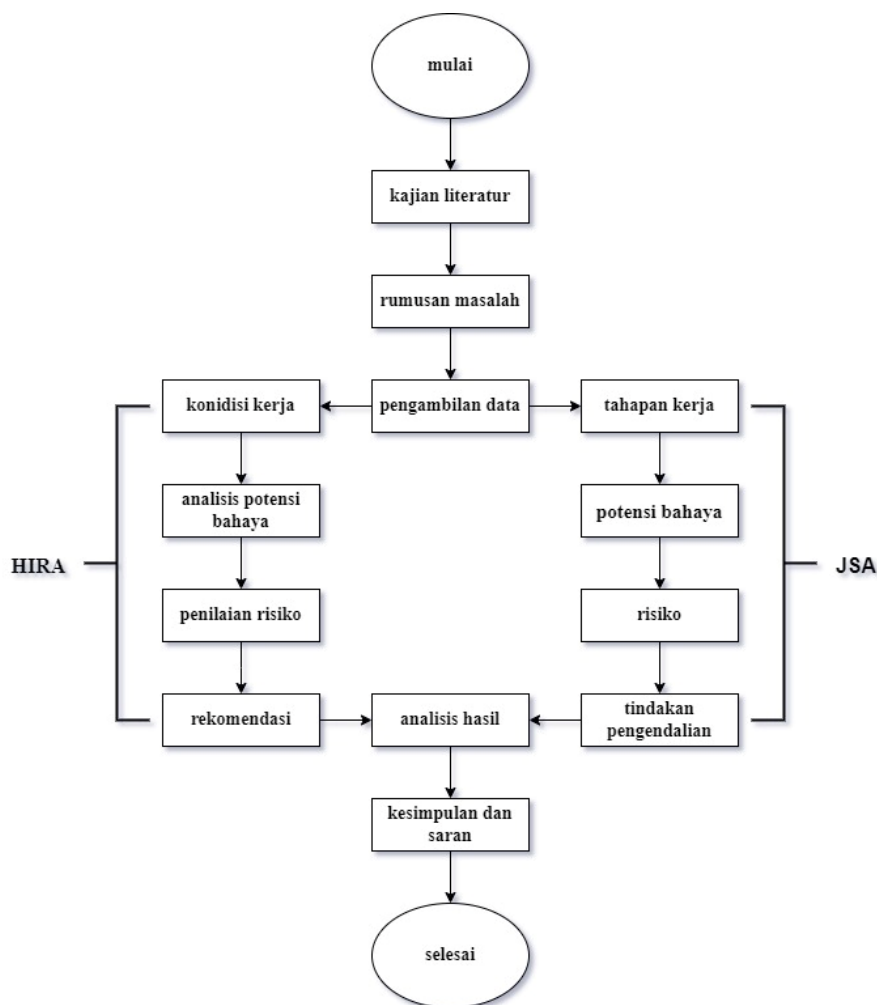 mulai
kajian literatur
rumusan masalah
konidisi kerja
pengambilan data
tahapan kerja
analisis potensi
bahaya
potensi bahaya
HIRA
JSA
penilaian risiko
risiko
rekomendasi
analisis hasil
tindakan
pengendalian
kesimpulan dan
saran
selesai